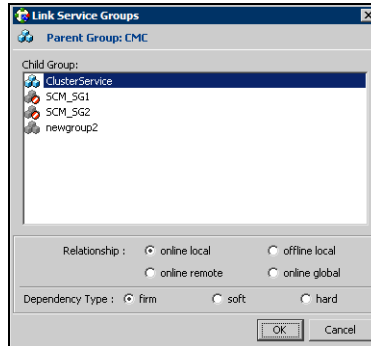 Link Service Groups
Parent Group: CMC
Child Group:
ClusterService
SCM_SG1
SCM_SG2
newgroup2
Relationship : online local offline local
online remote online global
Dependency Type : firm soft hard
OK Cancel